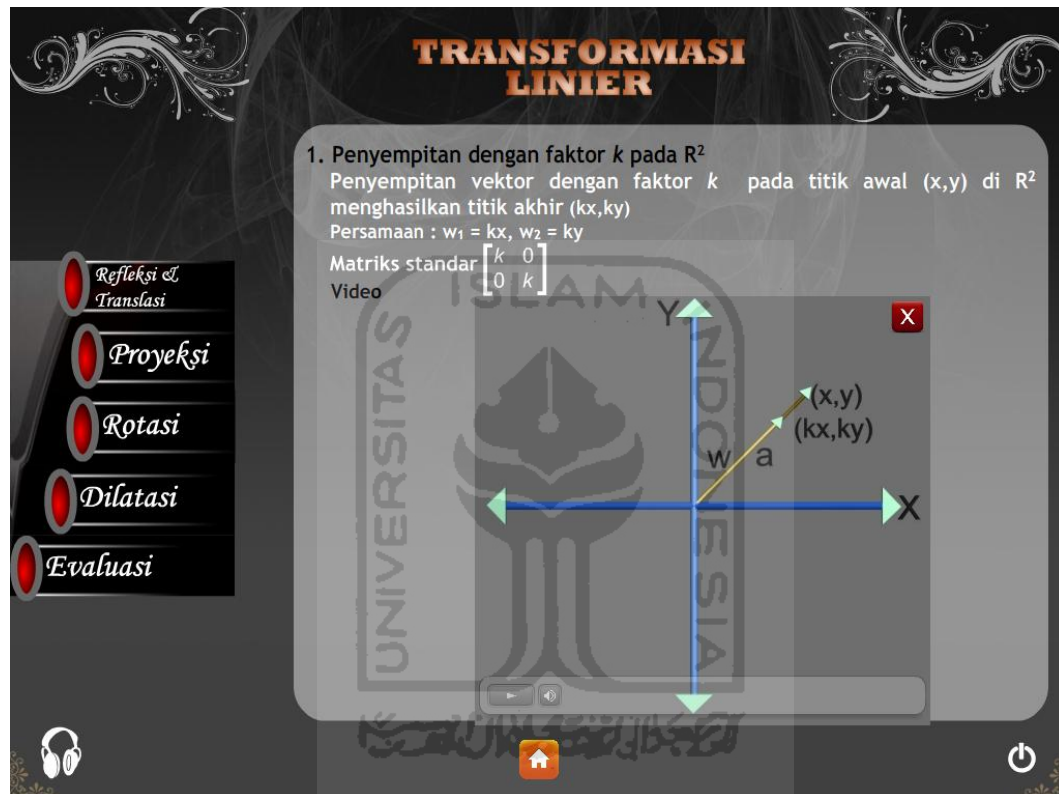 TRANSFORMASI
LINIER
1. Penyempitan dengan faktor k pada R²
Penyempitan vektor dengan faktor k pada titik awal (x,y) di R²
menghasilkan titik akhir (kx,ky)
Persamaan : w₁ = kx, w₂ = ky
Matriks standar [k 0
0 k]
Video
Refleksi &
Translasi
Proyeksi
Rotasi
Dilatasi
Evaluasi
Y
X
(x,y)
(kx,ky)
w a
X
UNIVERSITAS
ISLAM
INDONESIA